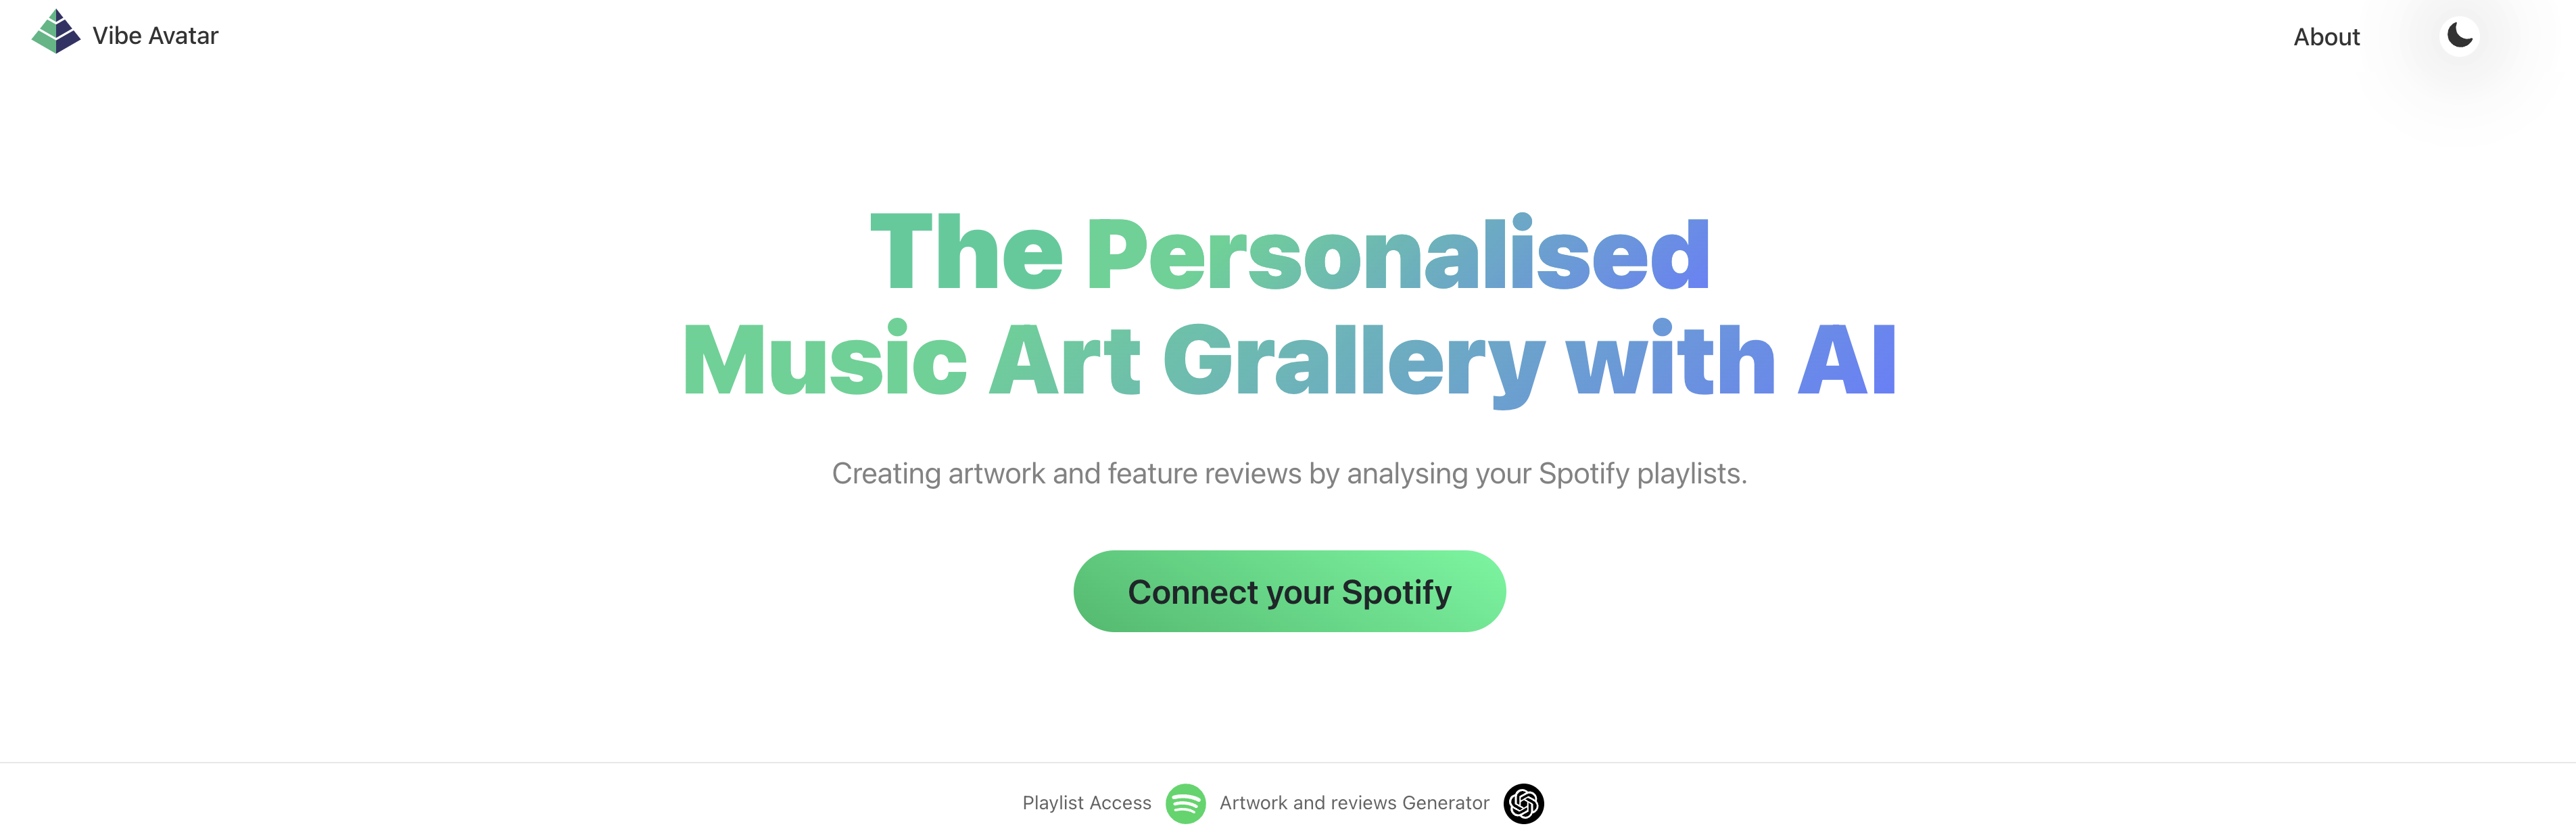 Vibe Avatar
About
The Personalised
Music Art Grallery with AI
Creating artwork and feature reviews by analysing your Spotify playlists.
Connect your Spotify
Playlist Access
Artwork and reviews Generator